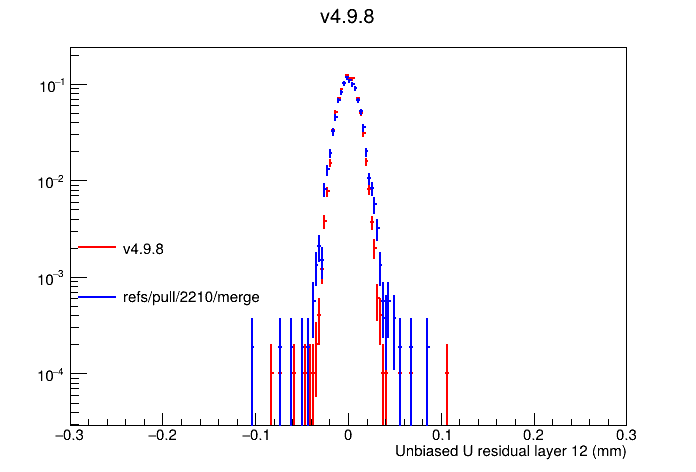 v4.9.8
10⁻¹
10⁻²
v4.9.8
10⁻³
refs/pull/2210/merge
10⁻⁴
−0.3 −0.2 −0.1 0 0.1 0.2 0.3
Unbiased U residual layer 12 (mm)